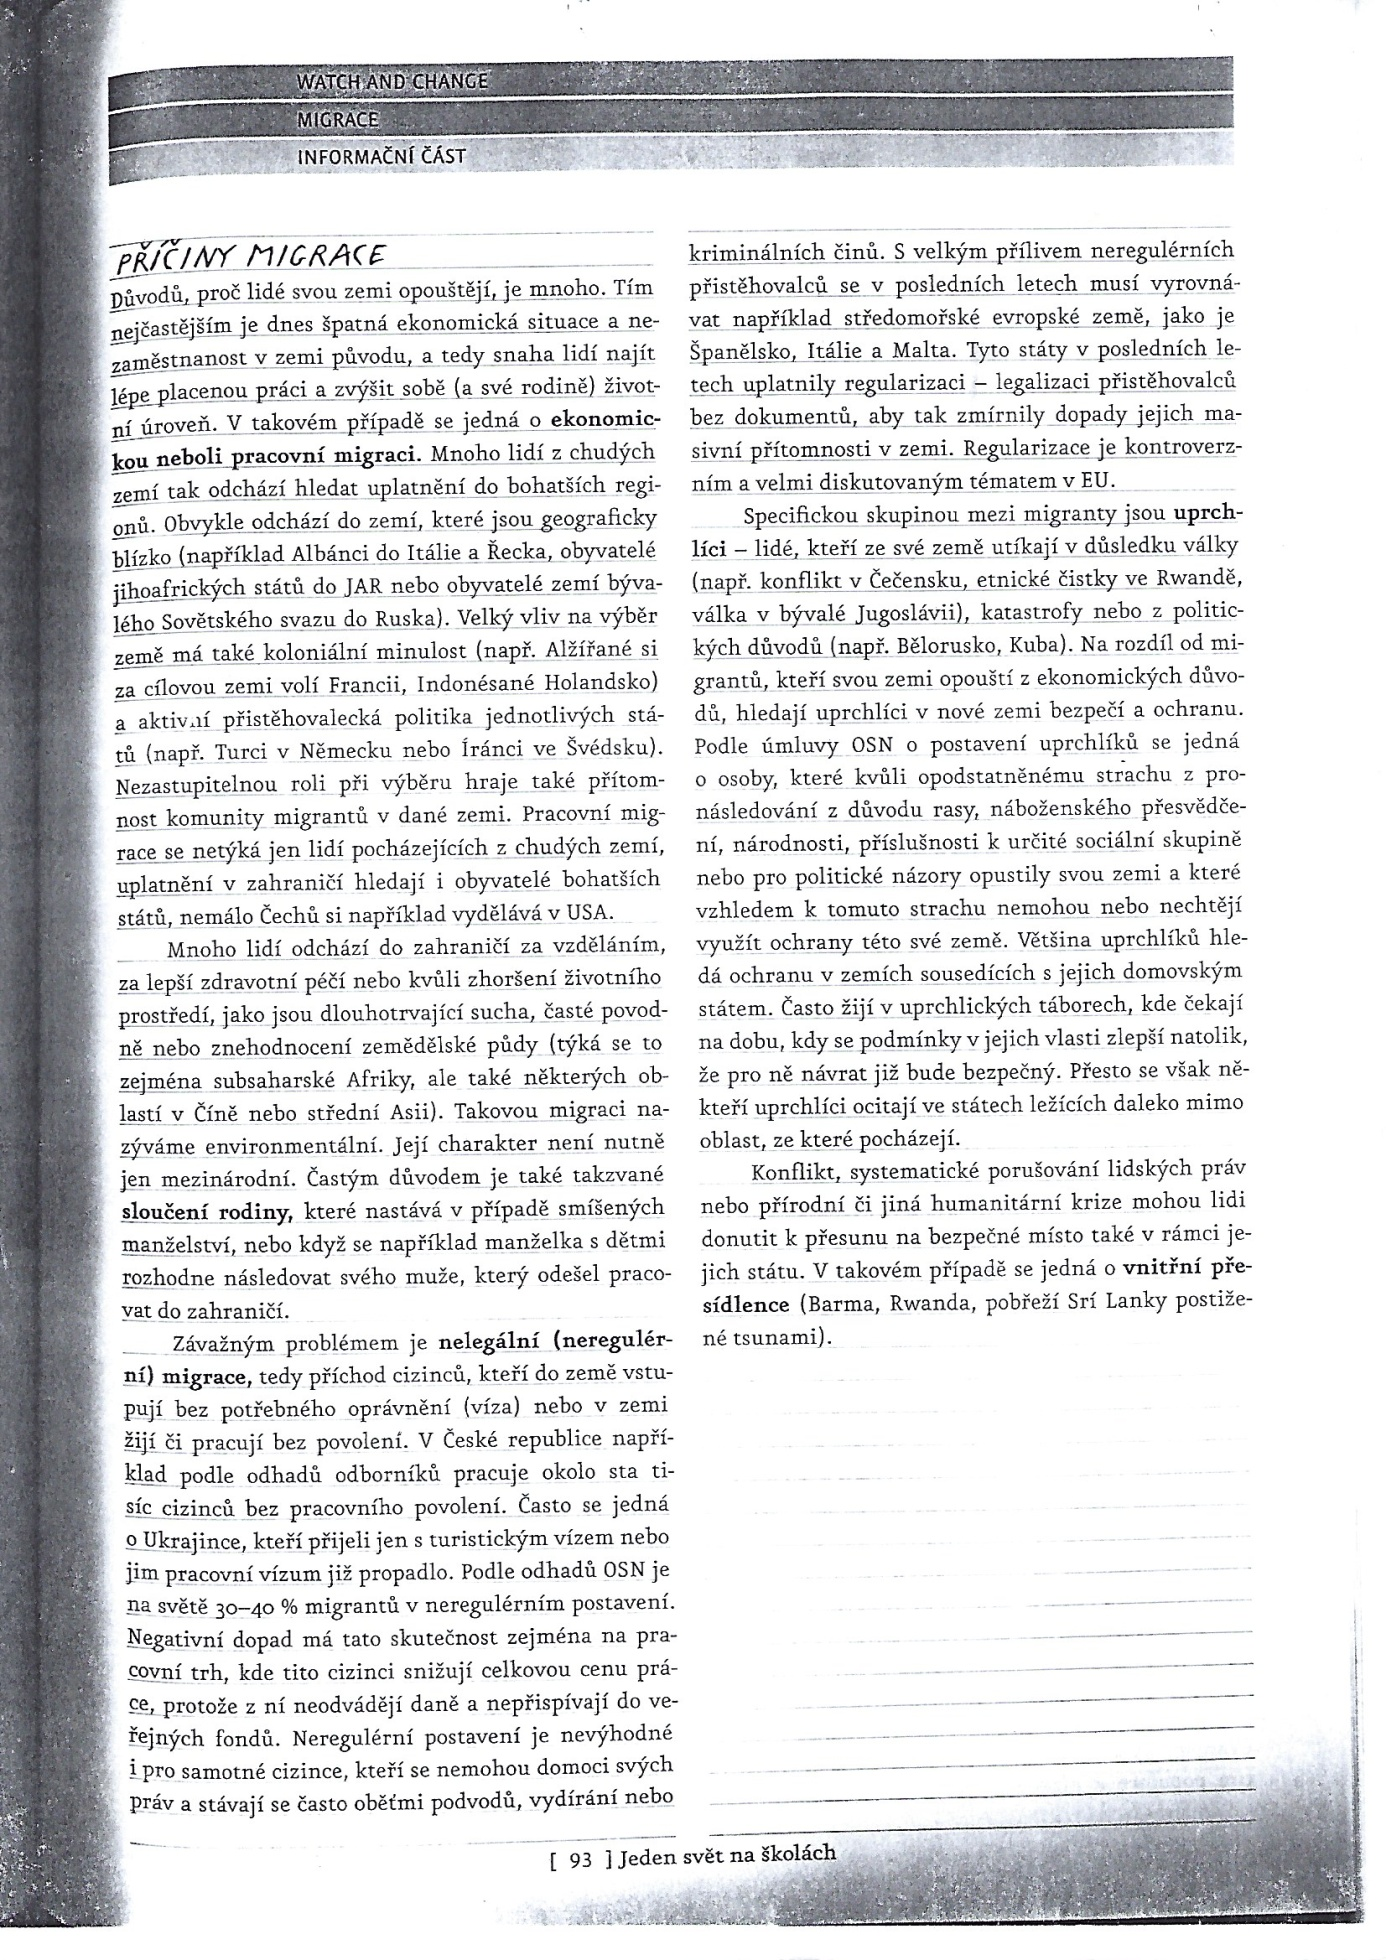 WATCH AND CHANGE
MIGRACE
INFORMAČNÍ ČÁST
PŘÍČINY MIGRACE
Důvodů, proč lidé svou zemi opouštějí, je mnoho. Tím
nejčastějším je dnes špatná ekonomická situace a ne-
zaměstnanost v zemi původu, a tedy snaha lidí najít
lépe placenou práci a zvýšit sobě (a své rodině) život-
ní úroveň. V takovém případě se jedná o ekonomic-
kou neboli pracovní migraci. Mnoho lidí z chudých
zemí tak odchází hledat uplatnění do bohatších regi-
onů. Obvykle odchází do zemí, které jsou geograficky
blízko (například Albánci do Itálie a Řecka, obyvatelé
jihoafrických států do JAR nebo obyvatelé zemí býva-
lého Sovětského svazu do Ruska). Velký vliv na výběr
země má také koloniální minulost (např. Alžířané si
za cílovou zemi volí Francii, Indonésané Holandsko)
a aktivní přistěhovalecká politika jednotlivých stá-
tů (např. Turci v Německu nebo Íránci ve Švédsku).
Nezastupitelnou roli při výběru hraje také přítom-
nost komunity migrantů v dané zemi. Pracovní mig-
race se netýká jen lidí pocházejících z chudých zemí,
uplatnění v zahraničí hledají i obyvatelé bohatších
států, nemálo Čechů si například vydělává v USA.
Mnoho lidí odchází do zahraničí za vzděláním,
za lepší zdravotní péčí nebo kvůli zhoršení životního
prostředí, jako jsou dlouhotrvající sucha, časté povod-
ně nebo znehodnocení zemědělské půdy (týká se to
zejména subsaharské Afriky, ale také některých ob-
lastí v Číně nebo střední Asii). Takovou migraci na-
zýváme environmentální. Její charakter není nutně
jen mezinárodní. Častým důvodem je také takzvané
sloučení rodiny, které nastává v případě smíšených
manželství, nebo když se například manželka s dětmi
rozhodne následovat svého muže, který odešel praco-
vat do zahraničí.
Závažným problémem je nelegální (neregulér-
ní) migrace, tedy příchod cizinců, kteří do země vstu-
pují bez potřebného oprávnění (víza) nebo v zemi
žijí či pracují bez povolení. V České republice napří-
klad podle odhadů odborníků pracuje okolo sta ti-
síc cizinců bez pracovního povolení. Často se jedná
o Ukrajince, kteří přijeli jen s turistickým vízem nebo
jim pracovní vízum již propadlo. Podle odhadů OSN je
na světě 30–40 % migrantů v neregulérním postavení.
Negativní dopad má tato skutečnost zejména na pra-
covní trh, kde tito cizinci snižují celkovou cenu prá-
ce, protože z ní neodvádějí daně a nepřispívají do ve-
řejných fondů. Neregulérní postavení je nevýhodné
i pro samotné cizince, kteří se nemohou domoci svých
práv a stávají se často oběťmi podvodů, vydírání nebo
kriminálních činů. S velkým přílivem neregulérních
přistěhovalců se v posledních letech musí vyrovná-
vat například středomořské evropské země, jako je
Španělsko, Itálie a Malta. Tyto státy v posledních le-
tech uplatnily regularizaci – legalizaci přistěhovalců
bez dokumentů, aby tak zmírnily dopady jejich ma-
sivní přítomnosti v zemi. Regularizace je kontroverz-
ním a velmi diskutovaným tématem v EU.
Specifickou skupinou mezi migranty jsou uprch-
líci – lidé, kteří ze své země utíkají v důsledku války
(např. konflikt v Čečensku, etnické čistky ve Rwandě,
válka v bývalé Jugoslávii), katastrofy nebo z politic-
kých důvodů (např. Bělorusko, Kuba). Na rozdíl od mi-
grantů, kteří svou zemi opouští z ekonomických důvo-
dů, hledají uprchlíci v nové zemi bezpečí a ochranu.
Podle úmluvy OSN o postavení uprchlíků se jedná
o osoby, které kvůli opodstatněnému strachu z pro-
následování z důvodu rasy, náboženského přesvědče-
ní, národnosti, příslušnosti k určité sociální skupině
nebo pro politické názory opustily svou zemi a které
vzhledem k tomuto strachu nemohou nebo nechtějí
využít ochrany této své země. Většina uprchlíků hle-
dá ochranu v zemích sousedících s jejich domovským
státem. Často žijí v uprchlických táborech, kde čekají
na dobu, kdy se podmínky v jejich vlasti zlepší natolik,
že pro ně návrat již bude bezpečný. Přesto se však ně-
kteří uprchlíci ocitají ve státech ležících daleko mimo
oblast, ze které pocházejí.
Konflikt, systematické porušování lidských práv
nebo přírodní či jiná humanitární krize mohou lidi
donutit k přesunu na bezpečné místo také v rámci je-
jich státu. V takovém případě se jedná o vnitřní pře-
sídlence (Barma, Rwanda, pobřeží Srí Lanky postiže-
né tsunami).
[ 93 ] Jeden svět na školách